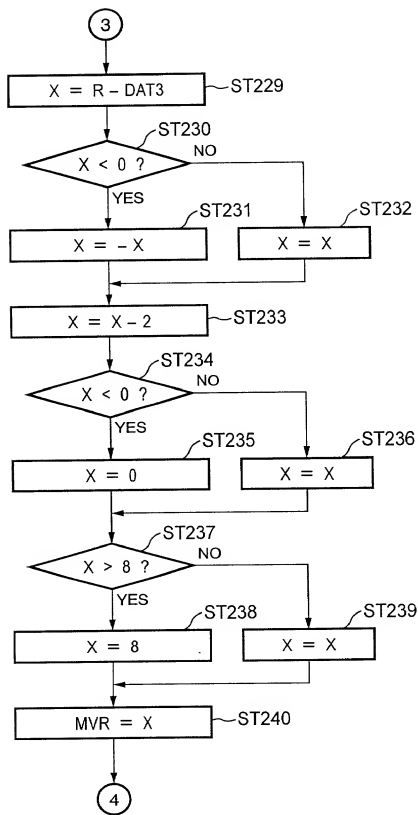 3
X = R – DAT3
ST229
ST230
X < 0 ?
NO
YES
ST231
X = – X
ST232
X = X
X = X – 2
ST233
ST234
X < 0 ?
NO
YES
ST235
X = 0
ST236
X = X
ST237
X > 8 ?
NO
YES
ST238
X = 8
ST239
X = X
MVR = X
ST240
4